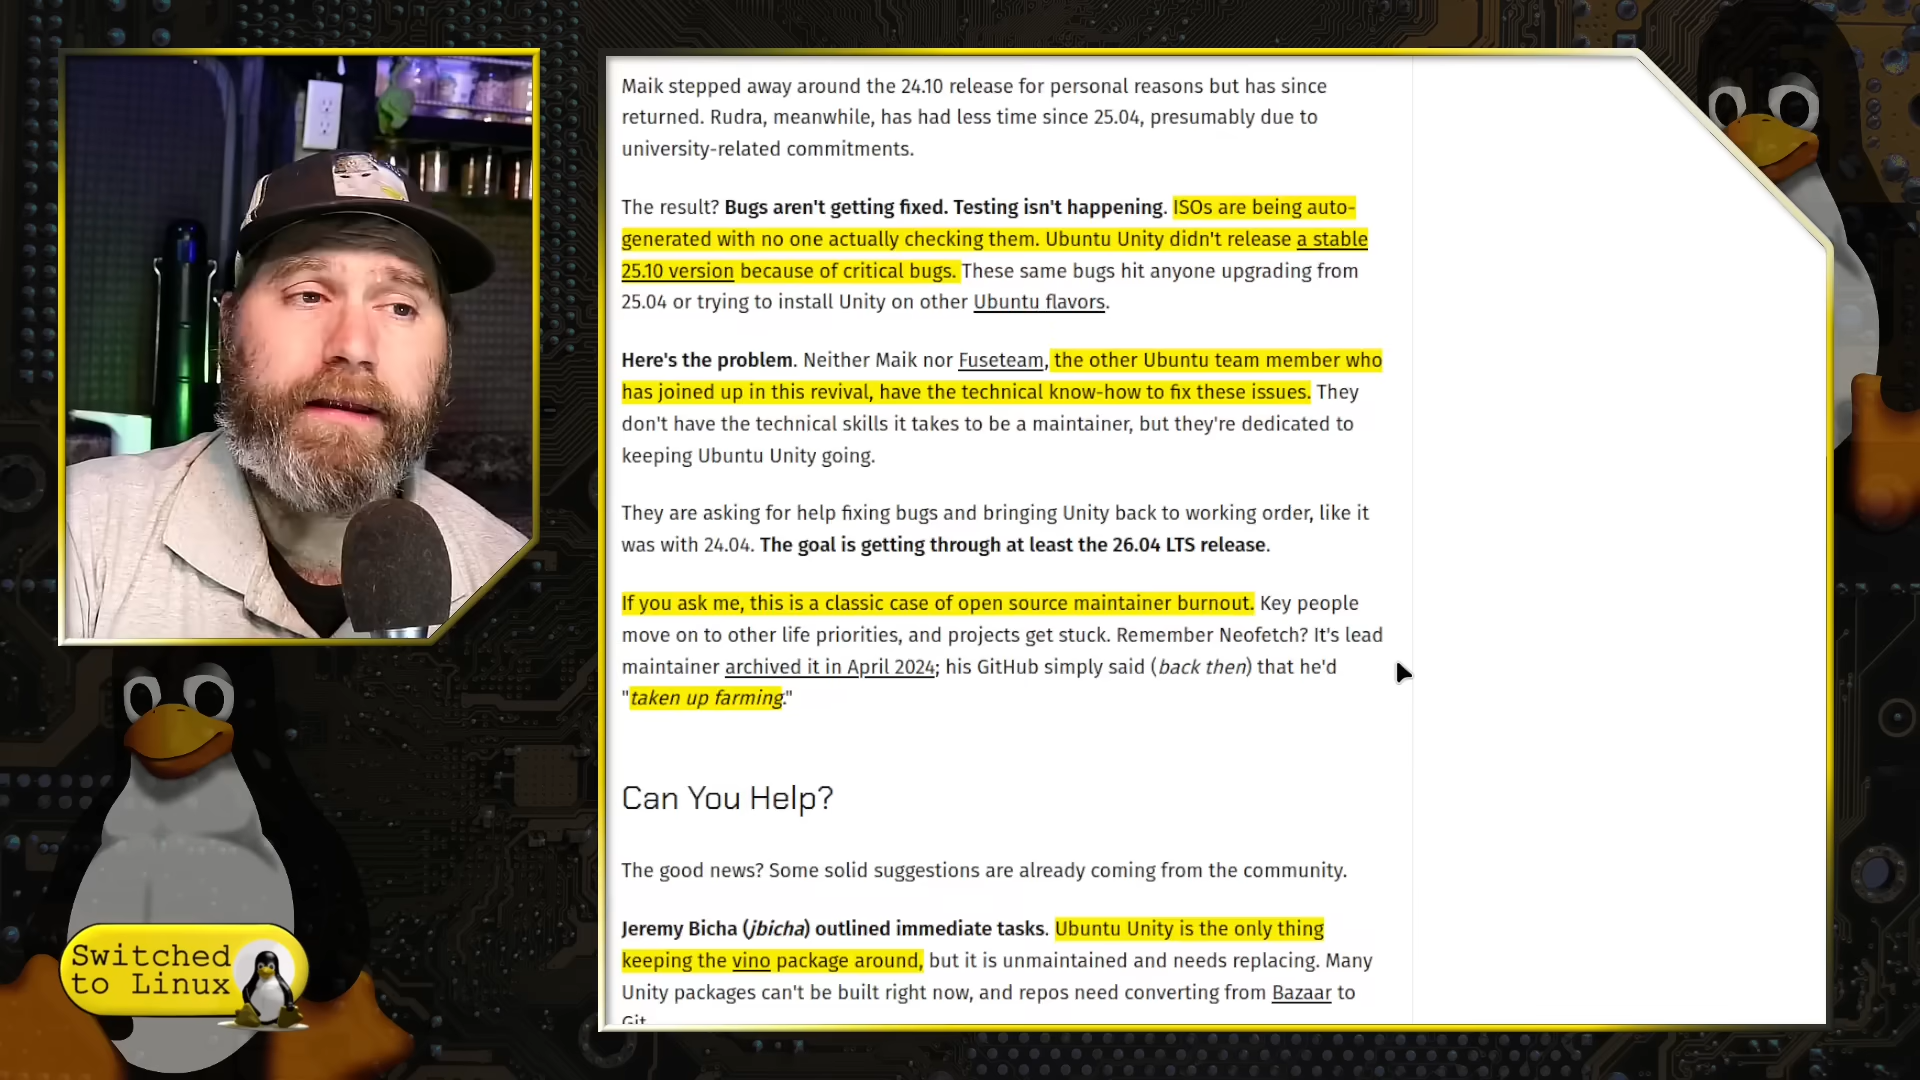 Maik stepped away around the 24.10 release for personal reasons but has since
returned. Rudra, meanwhile, has had less time since 25.04, presumably due to
university-related commitments.
The result? Bugs aren't getting fixed. Testing isn't happening. ISOs are being auto-
generated with no one actually checking them. Ubuntu Unity didn't release a stable
25.10 version because of critical bugs. These same bugs hit anyone upgrading from
25.04 or trying to install Unity on other Ubuntu flavors.
Here's the problem. Neither Maik nor Fuseteam, the other Ubuntu team member who
has joined up in this revival, have the technical know-how to fix these issues. They
don't have the technical skills it takes to be a maintainer, but they're dedicated to
keeping Ubuntu Unity going.
They are asking for help fixing bugs and bringing Unity back to working order, like it
was with 24.04. The goal is getting through at least the 26.04 LTS release.
If you ask me, this is a classic case of open source maintainer burnout. Key people
move on to other life priorities, and projects get stuck. Remember Neofetch? It's lead
maintainer archived it in April 2024; his GitHub simply said (back then) that he'd
"taken up farming."
Can You Help?
The good news? Some solid suggestions are already coming from the community.
Jeremy Bicha (jbicha) outlined immediate tasks. Ubuntu Unity is the only thing
keeping the vino package around, but it is unmaintained and needs replacing. Many
Unity packages can't be built right now, and repos need converting from Bazaar to
Git.
Switched
to Linux